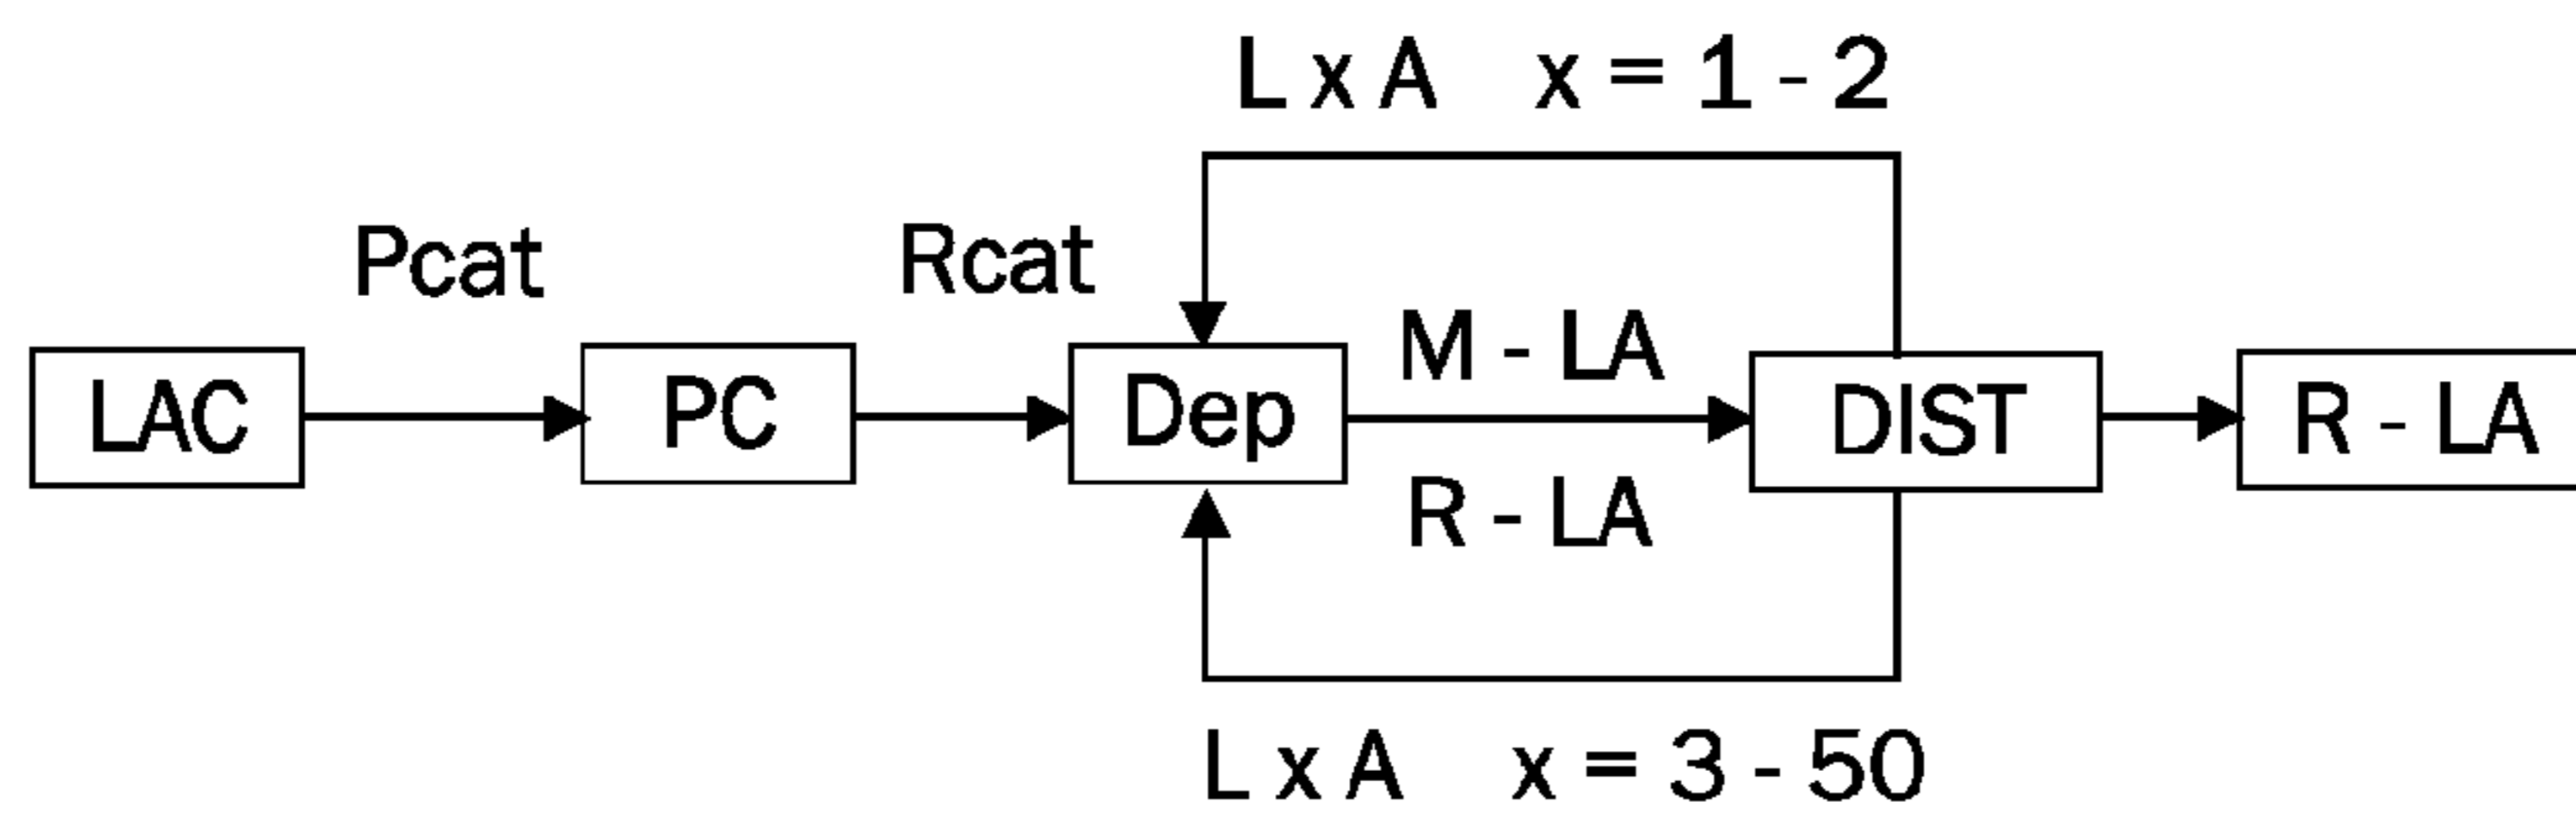 L x A x = 1 - 2
Pcat
Rcat
M - LA
LAC
PC
Dep
DIST
R - LA
R - LA
L x A x = 3 - 50